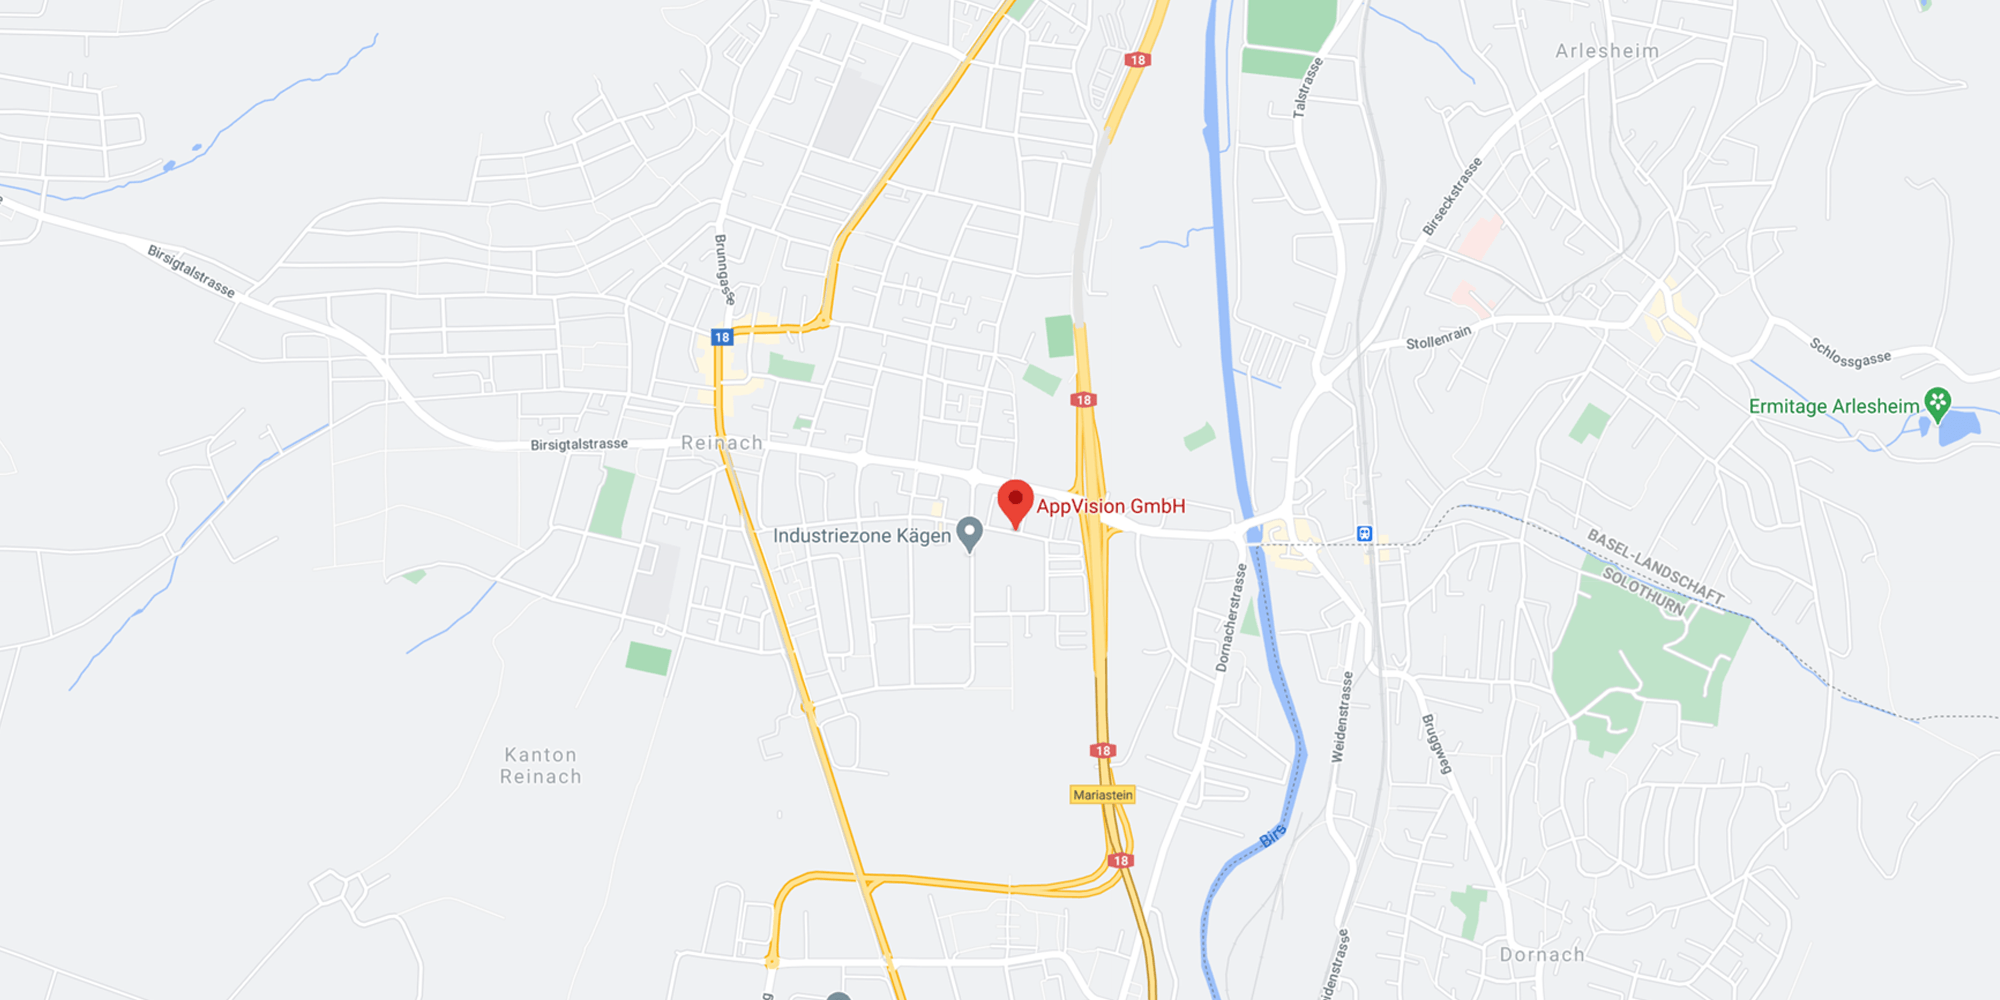 Arlesheim
18
Talstrasse
Birseckstrasse
Birsigtalstrasse
Brunngasse
18
Stollenrain
Schlossgasse
18
Ermitage Arlesheim
Birsigtalstrasse
Reinach
AppVision GmbH
Industriezone Kägen
BASEL-LANDSCHAFT
SOLOTHURN
Dornacherstrasse
Weidenstrasse
Bruggweg
Kanton
Reinach
18
Mariastein
Birs
18
Dornach
idenstrasse
g